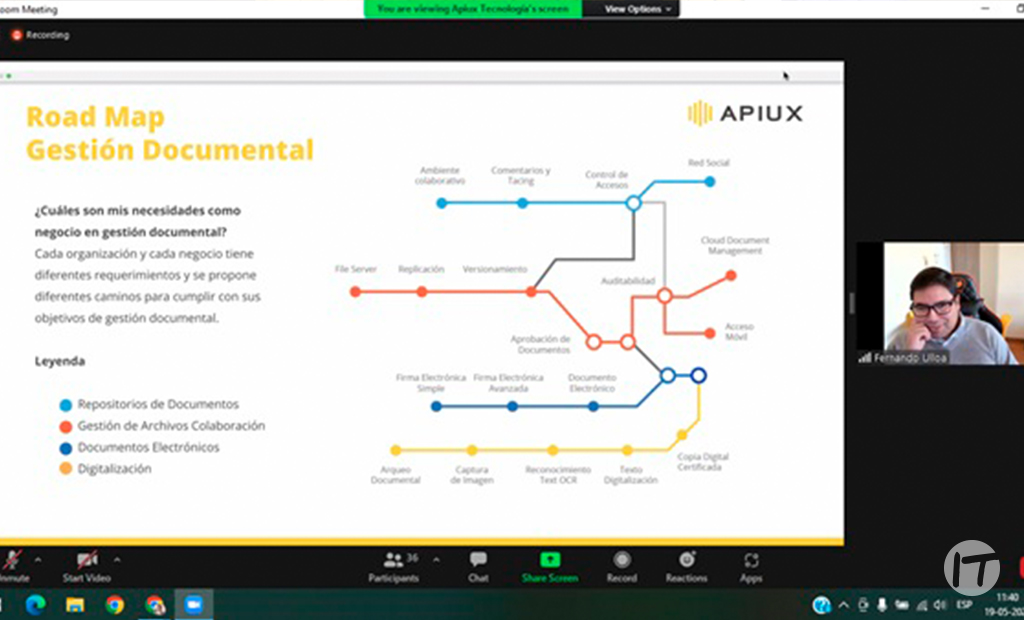 oom Meeting
You are viewing Apiux Tecnología's screen
View Options
Recording
Road Map
Gestión Documental
APIUX
¿Cuáles son mis necesidades como
negocio en gestión documental?
Cada organización y cada negocio tiene
diferentes requerimientos y se propone
diferentes caminos para cumplir con sus
objetivos de gestión documental.
Leyenda
Repositorios de Documentos
Gestión de Archivos Colaboración
Documentos Electrónicos
Digitalización
Ambiente
colaborativo
Comentarios y
Tacing
Control de
Accesos
Red Social
File Server
Replicación
Versionamiento
Auditabilidad
Cloud Document
Management
Aprobación de
Documentos
Acceso
Móvil
Firma Electrónica
Simple
Firma Electrónica
Avanzada
Documento
Electrónico
Arqueo
Documental
Captura
de Imagen
Reconocimiento
Text OCR
Texto
Digitalización
Copia Digital
Certificada
Fernando Ulloa
Unmute
Start Video
36
Participants
Chat
Share Screen
Record
Reactions
Apps
IT
ESP
11:40
19-05-202